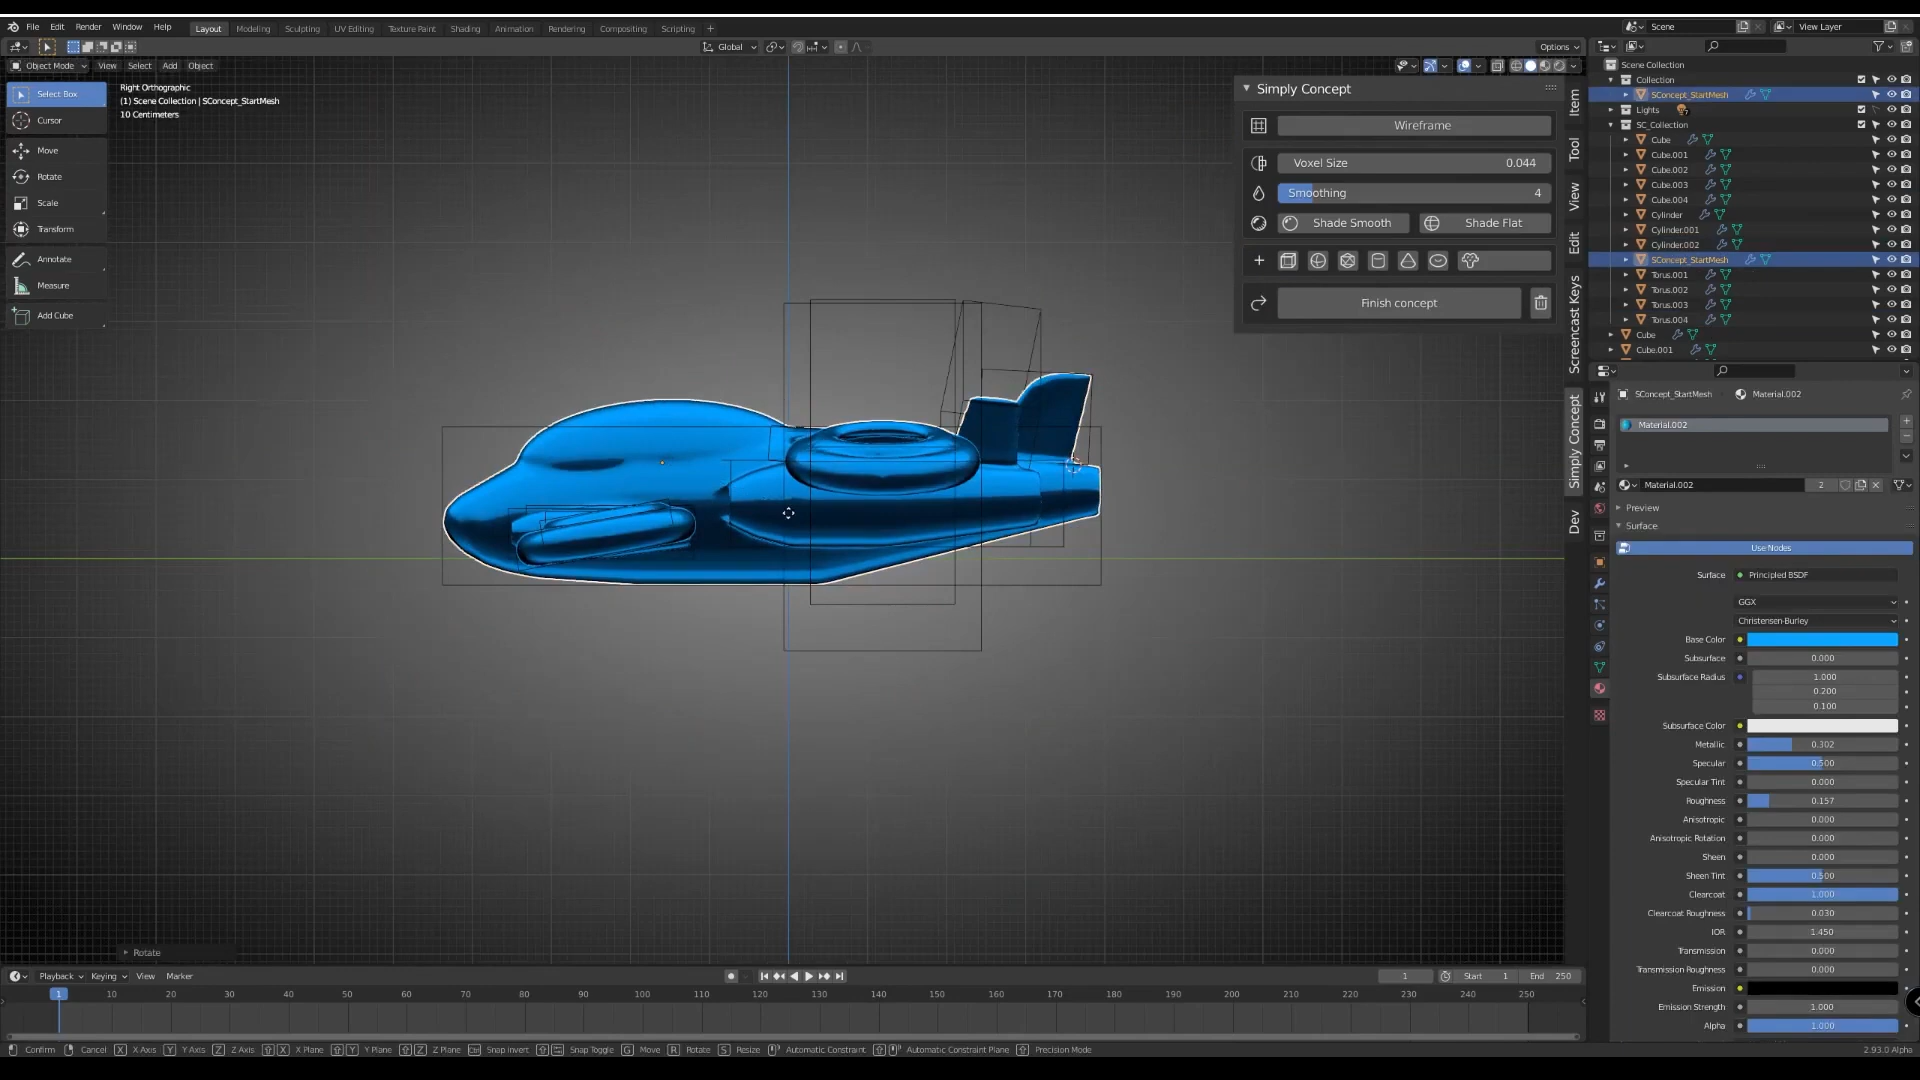 File Edit Render Window Help Layout Modeling Sculpting UV Editing Texture Paint Shading Animation Rendering Compositing Scripting + Scene View Layer
Global Options
Object Mode View Select Add Object
Select Box
Cursor
Move
Rotate
Scale
Transform
Annotate
Measure
Add Cube
Right Orthographic
(1) Scene Collection | SConcept_StartMesh
10 Centimeters
Simply Concept
Wireframe
Voxel Size 0.044
Smoothing 4
Shade Smooth Shade Flat
Finish concept
Item
Tool
View
Edit
Screencast Keys
Simply Concept
Dev
Scene Collection
Collection
SConcept_StartMesh
Lights
SC_Collection
Cube
Cube.001
Cube.002
Cube.003
Cube.004
Cylinder
Cylinder.001
Cylinder.002
SConcept_StartMesh
Torus.001
Torus.002
Torus.003
Torus.004
Cube
Cube.001
SConcept_StartMesh Material.002
Material.002
Material.002 2
Preview
Surface
Use Nodes
Surface Principled BSDF
GGX
Christensen-Burley
Base Color
Subsurface 0.000
Subsurface Radius 1.000
0.200
0.100
Subsurface Color
Metallic 0.302
Specular 0.500
Specular Tint 0.000
Roughness 0.157
Anisotropic 0.000
Anisotropic Rotation 0.000
Sheen 0.000
Sheen Tint 0.500
Clearcoat 1.000
Clearcoat Roughness 0.030
IOR 1.450
Transmission 0.000
Transmission Roughness 0.000
Emission
Emission Strength 1.000
Alpha 1.000
Rotate
Playback Keying View Marker 1 Start 1 End 250
1 10 20 30 40 50 60 70 80 90 100 110 120 130 140 150 160 170 180 190 200 210 220 230 240 250
Confirm Cancel X X Axis Y Y Axis Z Z Axis X X Plane Y Y Plane Z Z Plane Ctrl Snap Invert Snap Toggle G Move R Rotate S Resize Automatic Constraint Automatic Constraint Plane Precision Mode 2.93.0 Alpha